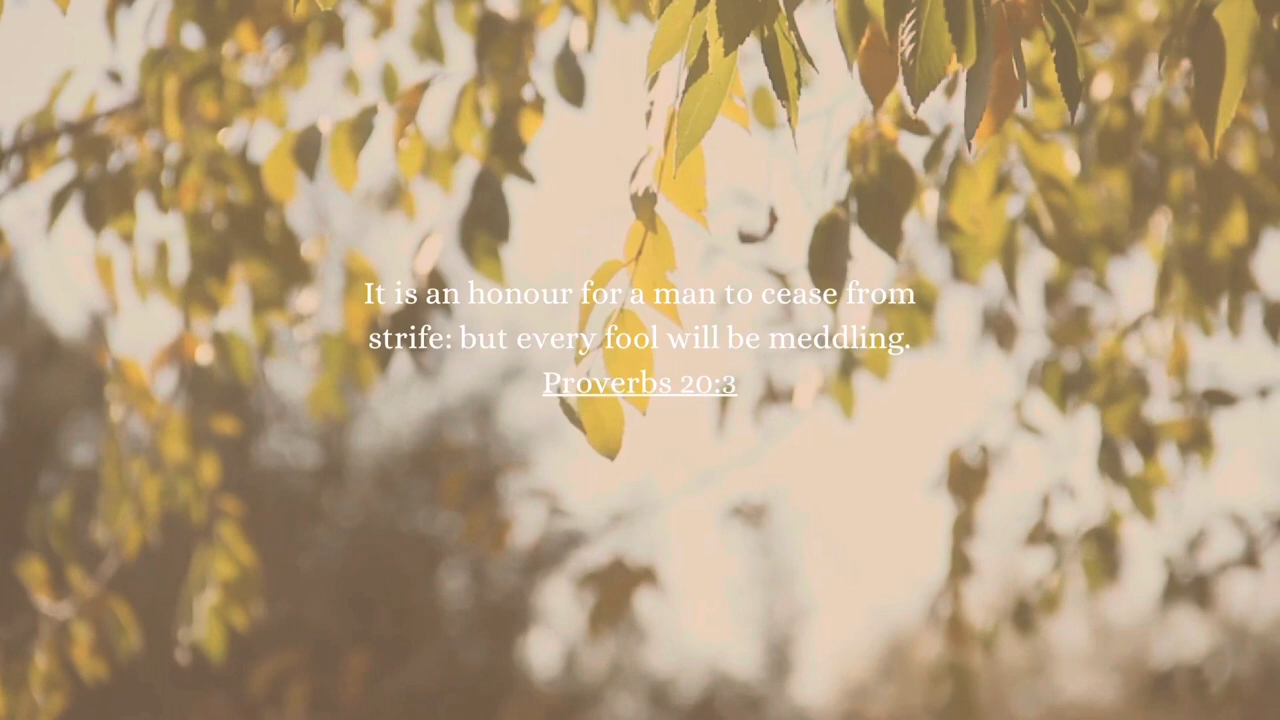 It is an honour for a man to cease from
strife: but every fool will be meddling.
Proverbs 20:3